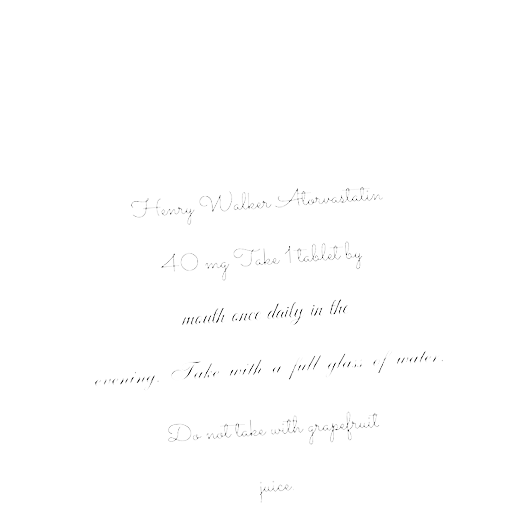 Henry Walker Atorvastatin
40 mg Take 1 tablet by
mouth once daily in the
evening. Take with a full glass of water.
Do not take with grapefruit
juice.